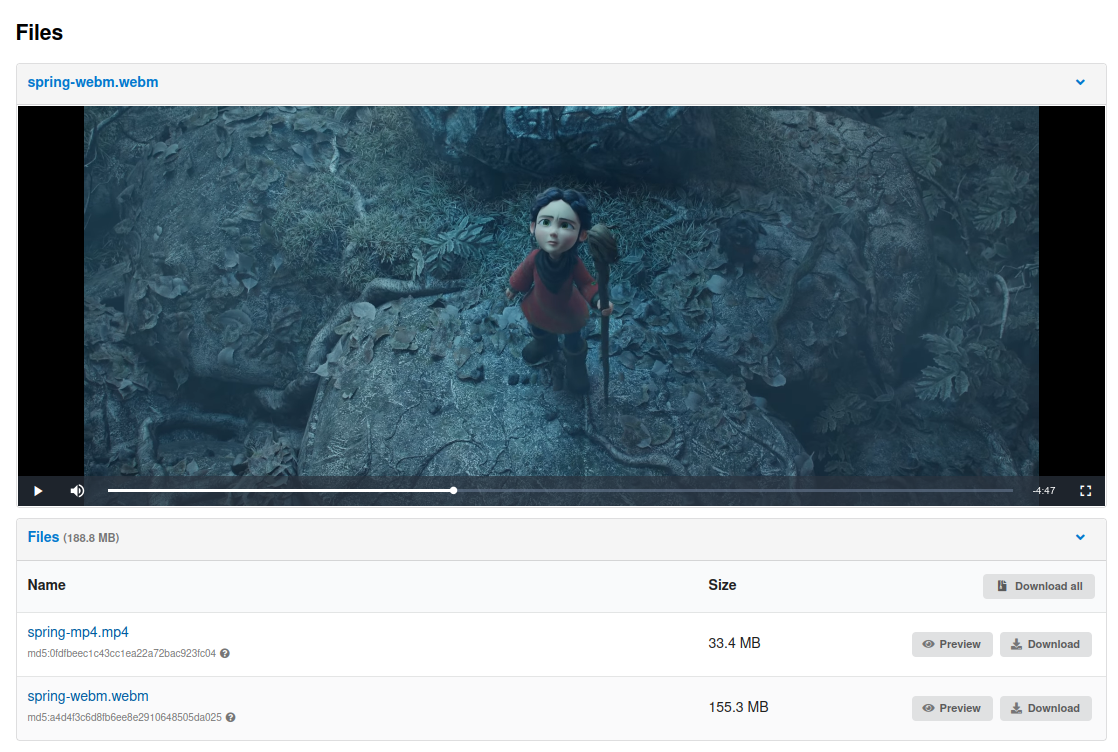 Files
spring-webm.webm
-4:47
Files (188.8 MB)
Name Size Download all
spring-mp4.mp4
md5:0fdfbeec1c43cc1ea22a72bac923fc04
33.4 MB Preview Download
spring-webm.webm
md5:a4d4f3c6d8fb6ee8e2910648505da025
155.3 MB Preview Download